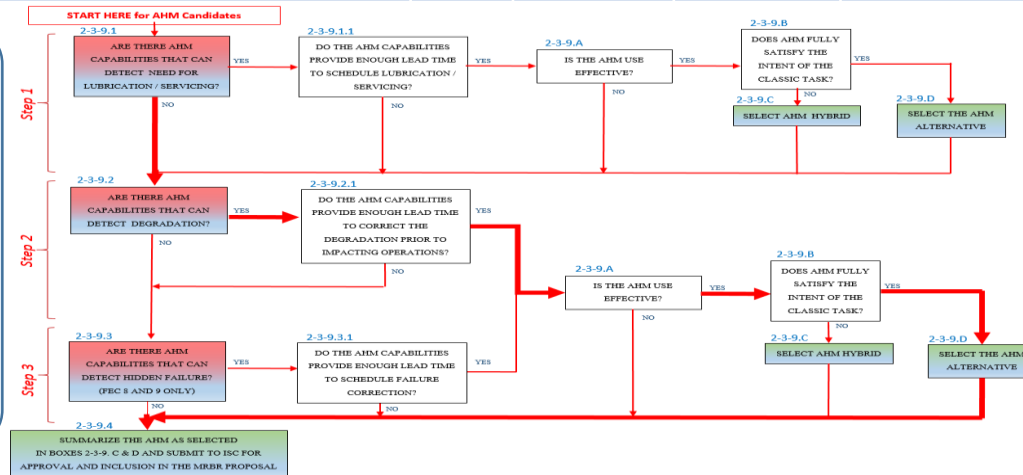 START HERE for AHM Candidates
Step 1
2-3-9.1
ARE THERE AHM
CAPABILITIES THAT CAN
DETECT NEED FOR
LUBRICATION / SERVICING?
YES
NO
2-3-9.1.1
DO THE AHM CAPABILITIES
PROVIDE ENOUGH LEAD TIME
TO SCHEDULE LUBRICATION /
SERVICING?
YES
NO
2-3-9.A
IS THE AHM USE
EFFECTIVE?
YES
NO
2-3-9.B
DOES AHM FULLY
SATISFY THE
INTENT OF THE
CLASSIC TASK?
YES
NO
2-3-9.C
SELECT AHM HYBRID
2-3-9.D
SELECT THE AHM
ALTERNATIVE
Step 2
2-3-9.2
ARE THERE AHM
CAPABILITIES THAT CAN
DETECT DEGRADATION?
YES
NO
2-3-9.2.1
DO THE AHM CAPABILITIES
PROVIDE ENOUGH LEAD TIME
TO CORRECT THE
DEGRADATION PRIOR TO
IMPACTING OPERATIONS?
YES
NO
2-3-9.A
IS THE AHM USE
EFFECTIVE?
YES
NO
2-3-9.B
DOES AHM FULLY
SATISFY THE
INTENT OF THE
CLASSIC TASK?
YES
NO
2-3-9.C
SELECT AHM HYBRID
2-3-9.D
SELECT THE AHM
ALTERNATIVE
Step 3
2-3-9.3
ARE THERE AHM
CAPABILITIES THAT CAN
DETECT HIDDEN FAILURE?
(FEC 8 AND 9 ONLY)
YES
NO
2-3-9.3.1
DO THE AHM CAPABILITIES
PROVIDE ENOUGH LEAD TIME
TO SCHEDULE FAILURE
CORRECTION?
YES
NO
2-3-9.4
SUMMARIZE THE AHM AS SELECTED
IN BOXES 2-3-9. C & D AND SUBMIT TO ISC FOR
APPROVAL AND INCLUSION IN THE MRBR PROPOSAL